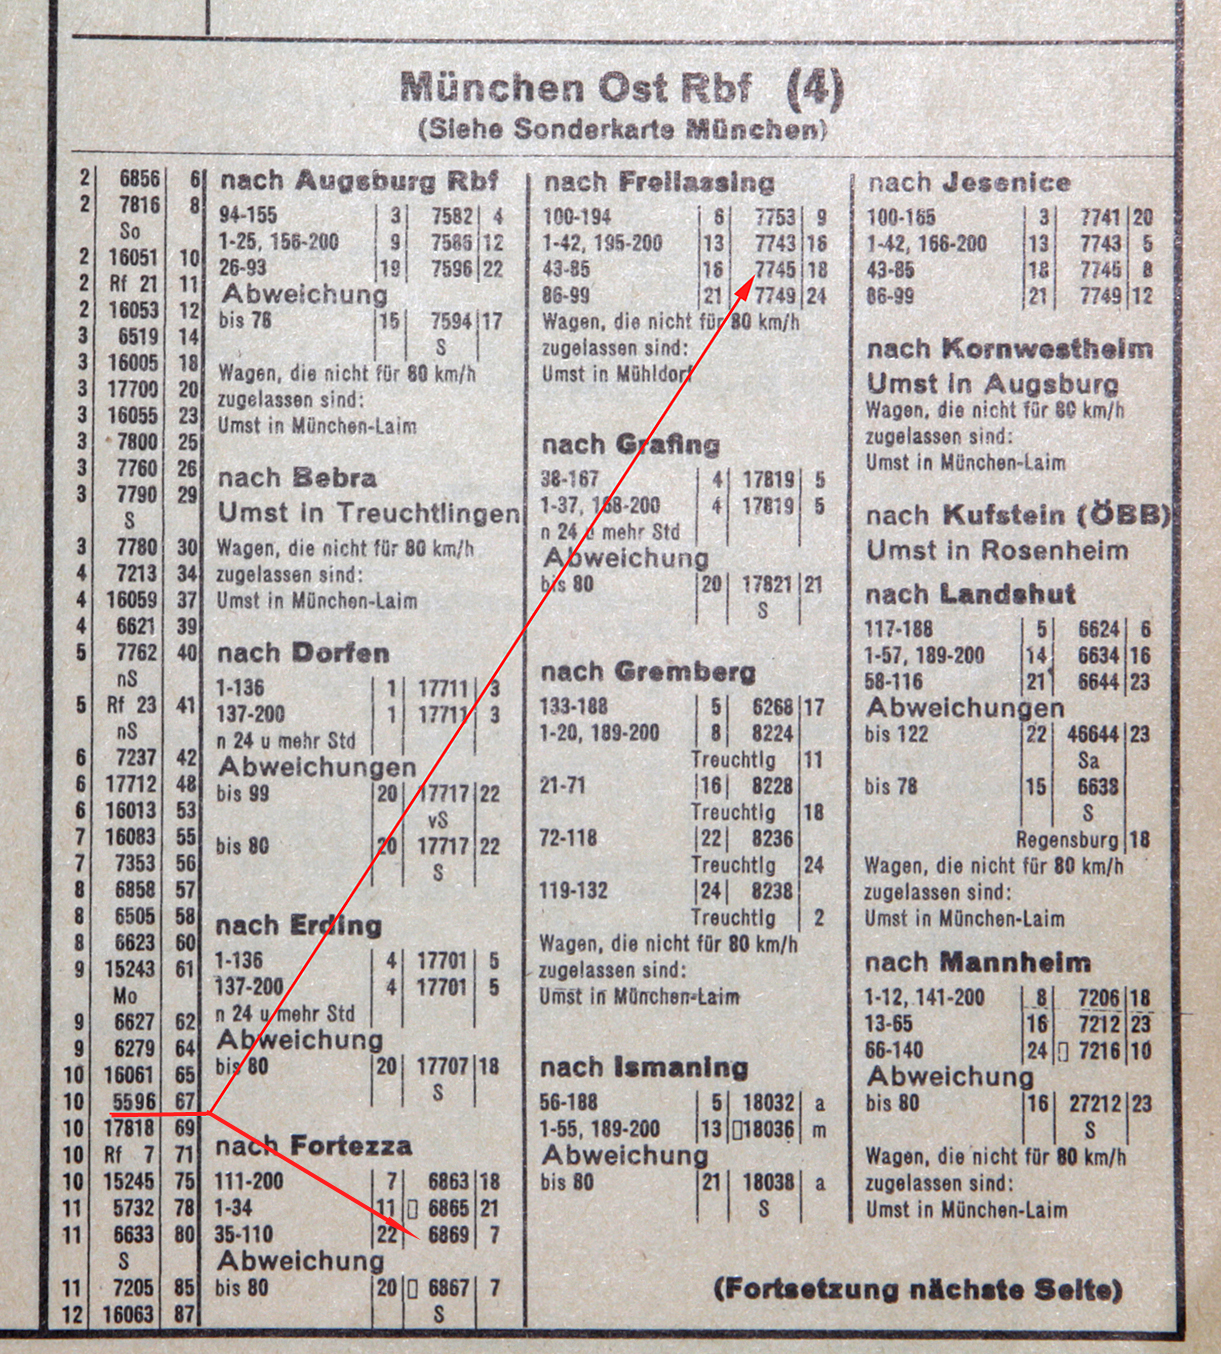 München Ost Rbf (4)
(Siehe Sonderkarte München)
2 6856 6
2 7816 8
So
2 16051 10
2 Rf 21 11
2 16053 12
3 6519 14
3 16005 18
3 17709 20
3 16055 23
3 7800 25
3 7760 26
3 7790 29
S
3 7780 30
4 7213 34
4 16059 37
4 6621 39
5 7762 40
nS
5 Rf 23 41
nS
6 7237 42
6 17712 48
6 16013 53
7 16083 55
7 7353 56
8 6858 57
8 6505 58
8 6623 60
9 15243 61
Mo
9 6627 62
9 6279 64
10 16061 65
10 5596 67
10 17818 69
10 Rf 7 71
10 15245 75
11 5732 78
11 6633 80
S
11 7205 85
12 16063 87
nach Augsburg Rbf
94-155 3 7582 4
1-25, 156-200 9 7586 12
26-93 19 7596 22
Abweichung
bis 78 15 7594 17
S
Wagen, die nicht für 80 km/h
zugelassen sind:
Umst in München-Laim
nach Bebra
Umst in Treuchtlingen
Wagen, die nicht für 80 km/h
zugelassen sind:
Umst in München-Laim
nach Dorfen
1-136 1 17711 3
137-200 1 17711 3
n 24 u mehr Std
Abweichungen
bis 99 20 17717 22
vS
bis 80 20 17717 22
S
nach Erding
1-136 4 17701 5
137-200 4 17701 5
n 24 u mehr Std
Abweichung
bis 80 20 17707 18
S
nach Fortezza
111-200 7 6863 18
1-34 11 ▯ 6865 21
35-110 22 6869 7
Abweichung
bis 80 20 ▯ 6867 7
S
nach Freilassing
100-194 6 7753 9
1-42, 195-200 13 7743 16
43-85 16 7745 18
86-99 21 7749 24
Wagen, die nicht für 80 km/h
zugelassen sind:
Umst in Mühldorf
nach Grafing
38-167 4 17819 5
1-37, 168-200 4 17819 5
n 24 u mehr Std
Abweichung
bis 80 20 17821 21
S
nach Gremberg
133-188 5 6268 17
1-20, 189-200 8 8224
Treuchtlg 11
21-71 16 8228
Treuchtlg 18
72-118 22 8236
Treuchtlg 24
119-132 24 8238
Treuchtlg 2
Wagen, die nicht für 80 km/h
zugelassen sind:
Umst in München-Laim
nach Ismaning
56-188 5 18032 a
1-55, 189-200 13 ▯18036 m
Abweichung
bis 80 21 18038 a
S
nach Jesenice
100-165 3 7741 20
1-42, 166-200 13 7743 5
43-85 18 7745 8
86-99 21 7749 12
nach Kornwestheim
Umst in Augsburg
Wagen, die nicht für 80 km/h
zugelassen sind:
Umst in München-Laim
nach Kufstein (ÖBB)
Umst in Rosenheim
nach Landshut
117-188 5 6624 6
1-57, 189-200 14 6634 16
58-116 21 6644 23
Abweichungen
bis 122 22 46644 23
Sa
bis 78 15 6638
S
Regensburg 18
Wagen, die nicht für 80 km/h
zugelassen sind:
Umst in München-Laim
nach Mannheim
1-12, 141-200 8 7206 18
13-65 16 7212 23
66-140 24 ▯ 7216 10
Abweichung
bis 80 16 27212 23
S
Wagen, die nicht für 80 km/h
zugelassen sind:
Umst in München-Laim
(Fortsetzung nächste Seite)